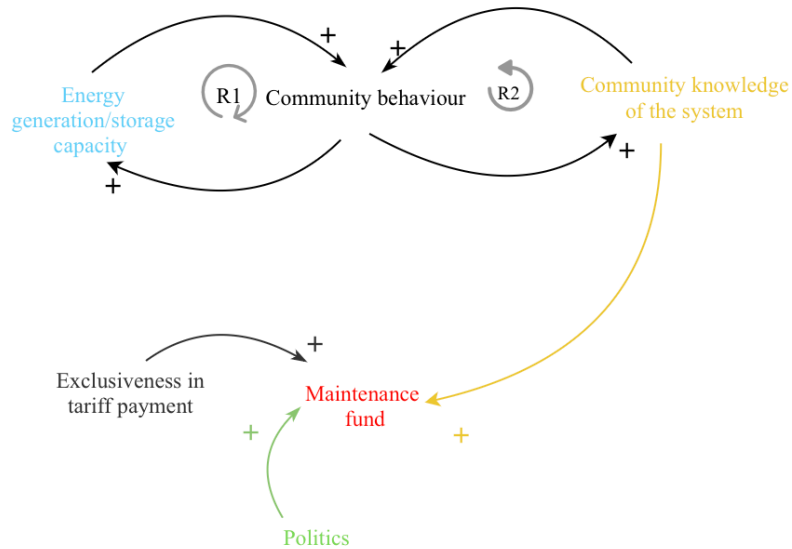 +
+
Energy
generation/storage
capacity
R1
Community behaviour
R2
Community knowledge
of the system
+
+
+
Exclusiveness in
tariff payment
Maintenance
fund
+
+
Politics